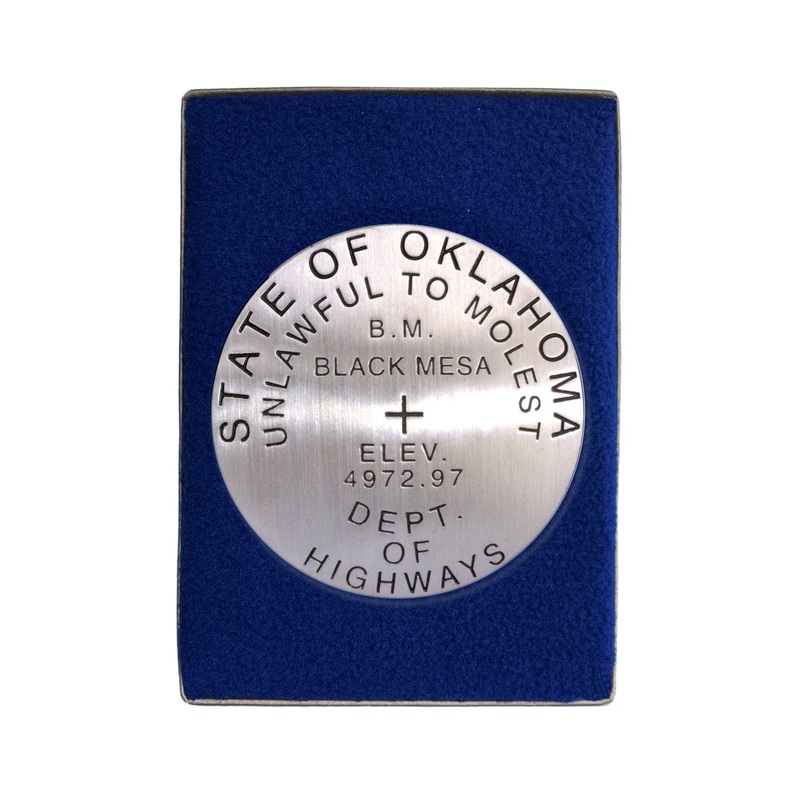 STATE OF OKLAHOMA
UNLAWFUL TO MOLEST
B.M.
BLACK MESA
ELEV.
4972.97
DEPT.
OF
HIGHWAYS